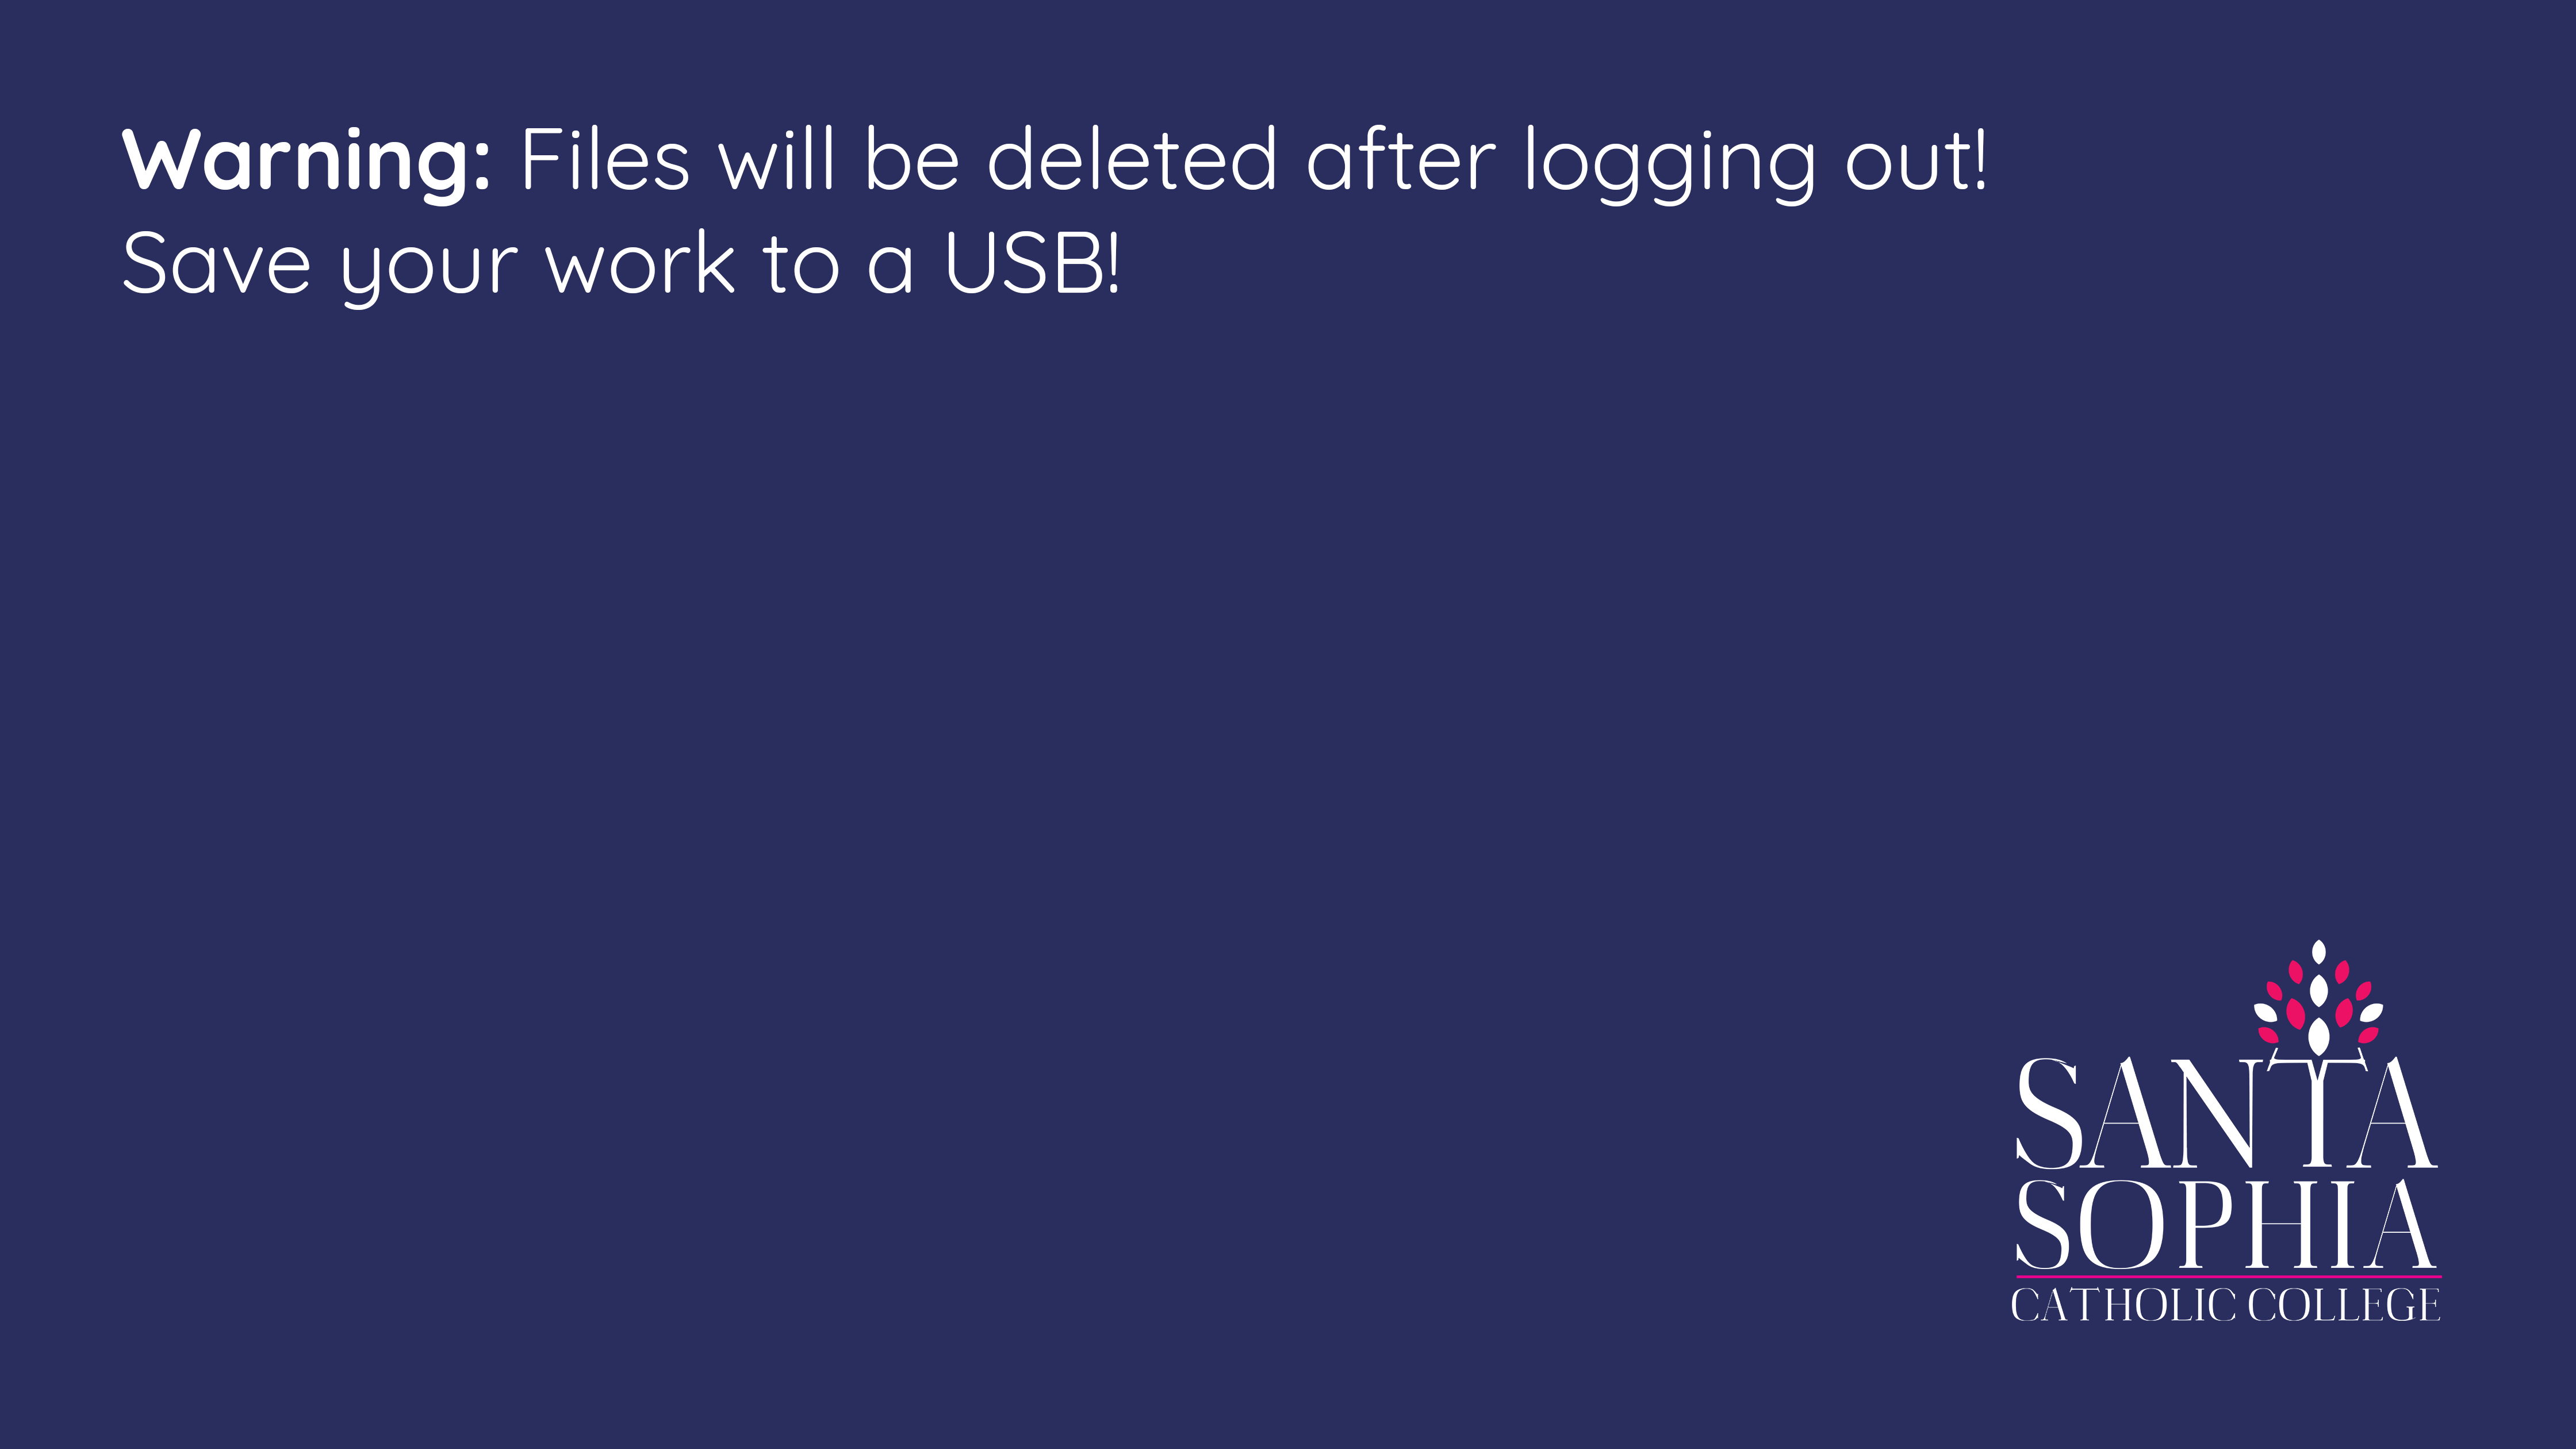 Warning: Files will be deleted after logging out!
Save your work to a USB!
SANTA
SOPHIA
CATHOLIC COLLEGE